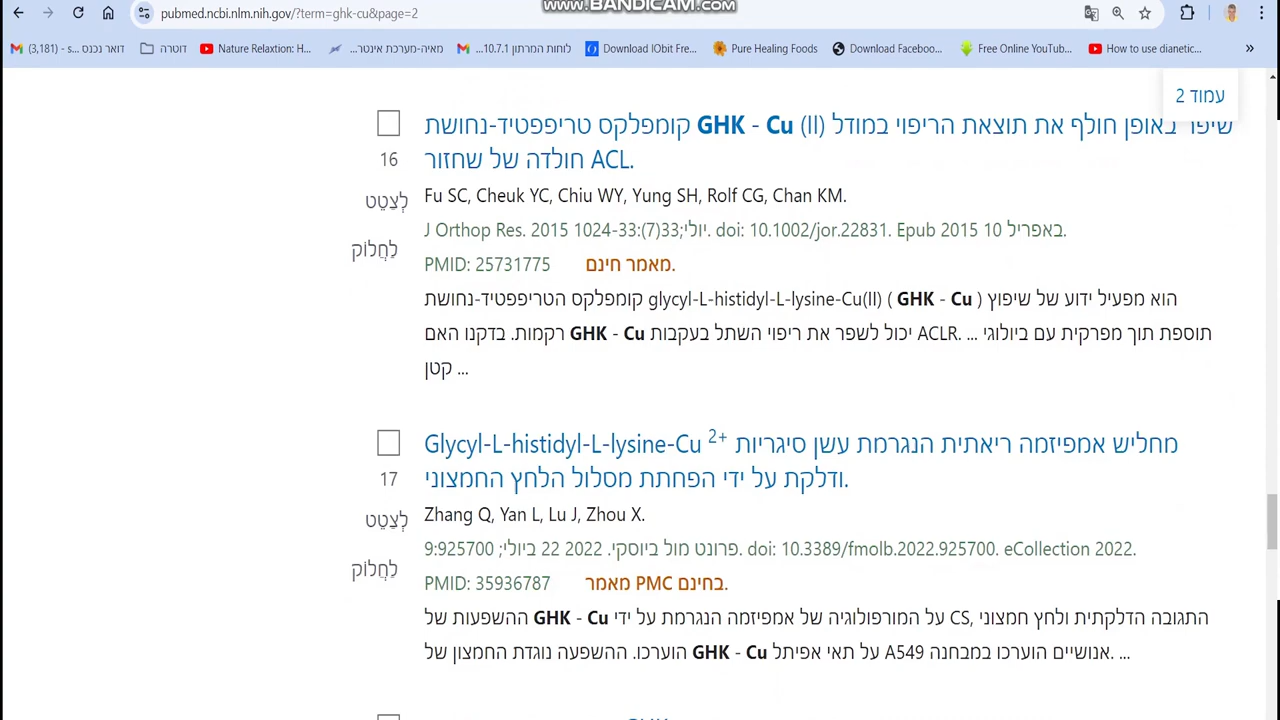 WWW.BANDICAM.COM
pubmed.ncbi.nlm.nih.gov/?term=ghk-cu&page=2
(3,181) - דואר נכנס - s...
דוטרה
Nature Relaxtion: H...
מאיה-מערכת אינטר...
לוחות המרתון 10.7.1...
Download IObit Fre...
Pure Healing Foods
Download Faceboo...
Free Online YouTub...
How to use dianetic...
»
עמוד 2
שיפר באופן חולף את תוצאת הריפוי במודל GHK - Cu (II) קומפלקס טריפפטיד-נחושת
חולדה של שחזור ACL.
16
לְצַטֵט
לַחֲלוֹק
Fu SC, Cheuk YC, Chiu WY, Yung SH, Rolf CG, Chan KM.
J Orthop Res. 2015 יולי;33(7):1024-33. doi: 10.1002/jor.22831. Epub 2015 10 באפריל.
PMID: 25731775 מאמר חינם.
הוא מפעיל ידוע של שיפוץ ( GHK - Cu ) glycyl-L-histidyl-L-lysine-Cu(II) קומפלקס הטריפפטיד-נחושת
רקמות. בדקנו האם GHK - Cu יכול לשפר את ריפוי השתל בעקבות ACLR. ... תוספת תוך מפרקית עם ביולוגי
קטן ...
Glycyl-L-histidyl-L-lysine-Cu 2+ מחליש אמפיזמה ריאתית הנגרמת עשן סיגריות
ודלקת על ידי הפחתת מסלול הלחץ החמצוני.
17
לְצַטֵט
לַחֲלוֹק
Zhang Q, Yan L, Lu J, Zhou X.
פרונט מול ביוסקי. 2022 22 ביולי; 9:925700. doi: 10.3389/fmolb.2022.925700. eCollection 2022.
PMID: 35936787 מאמר PMC בחינם.
ההשפעות של GHK - Cu על המורפולוגיה של אמפיזמה הנגרמת על ידי CS, התגובה הדלקתית ולחץ חמצוני
הוערכו. ההשפעה נוגדת החמצון של GHK - Cu על תאי אפיתל A549 אנושיים הוערכו במבחנה. ...